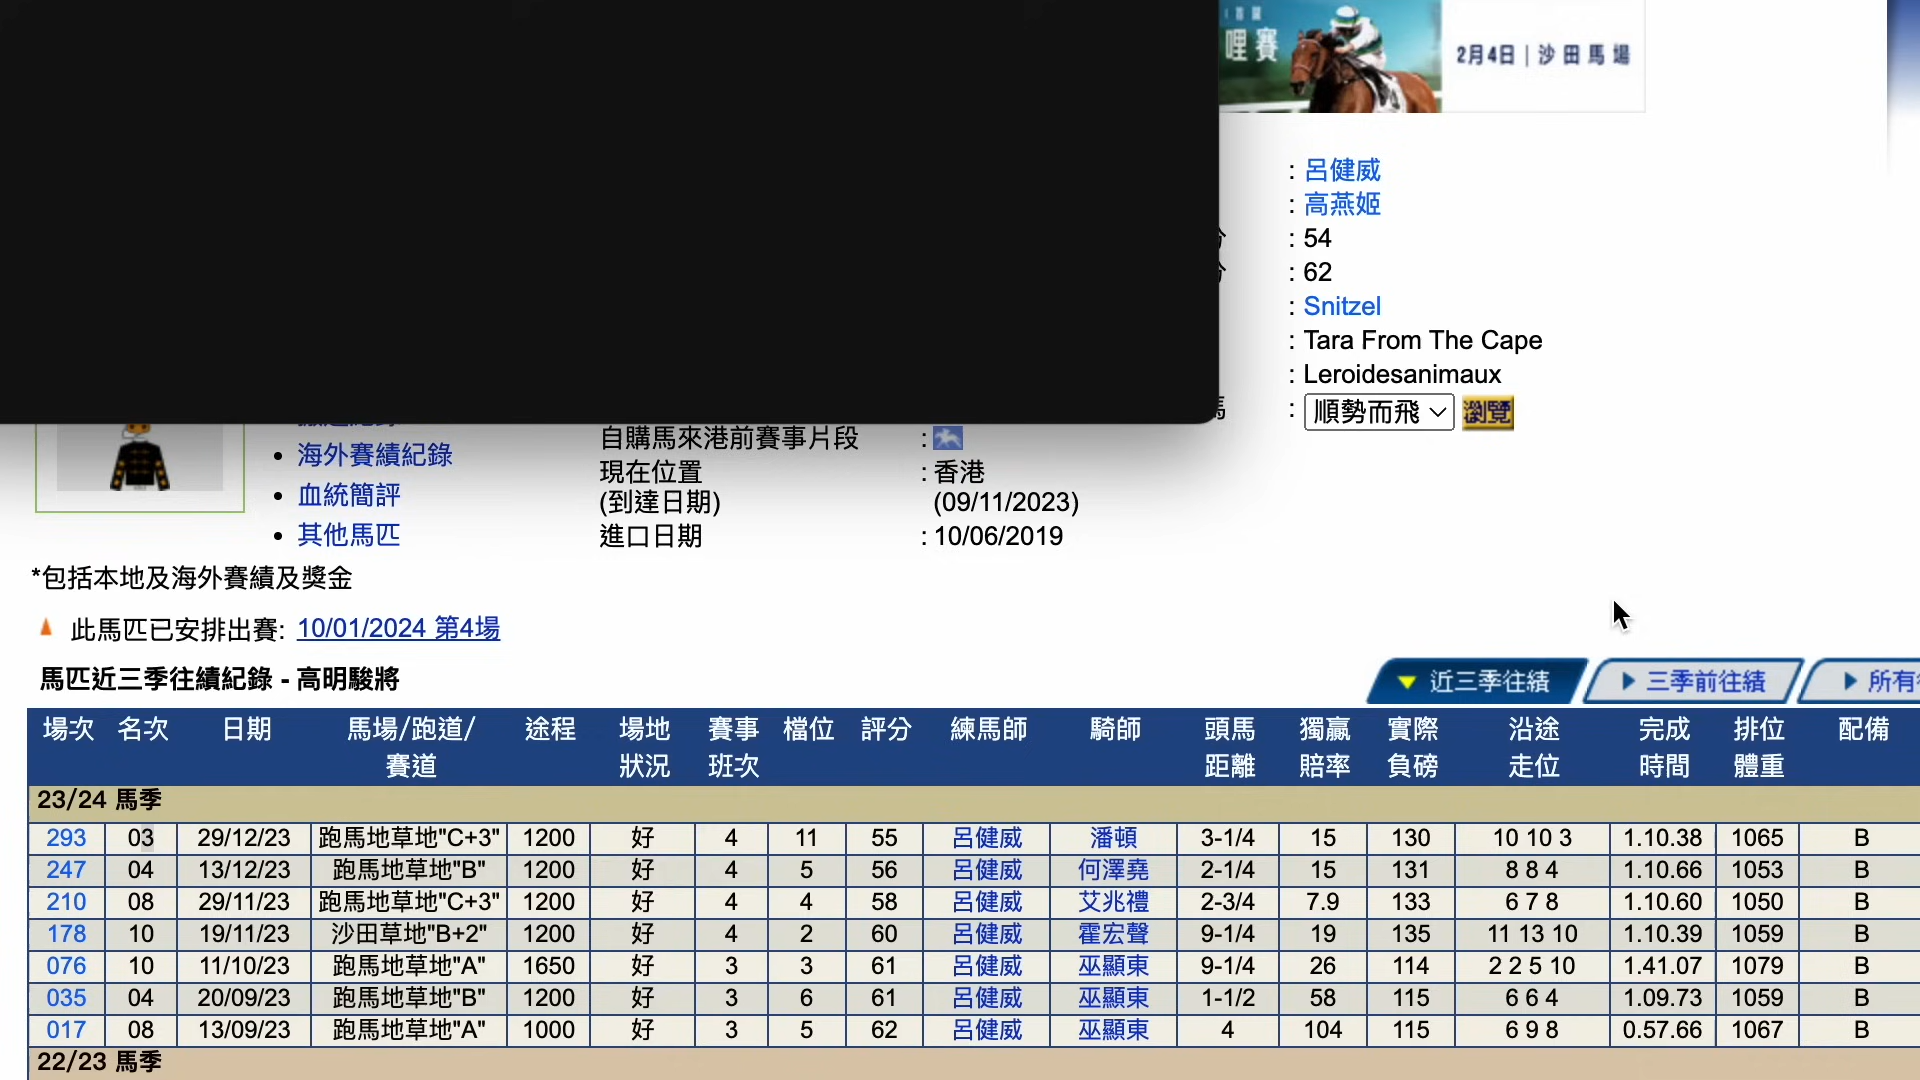 哩賽
2月4日 | 沙田馬場
: 呂健威
: 高燕姬
: 54
: 62
: Snitzel
: Tara From The Cape
: Leroidesanimaux
: 順勢而飛 瀏覽
自購馬來港前賽事片段 :
• 海外賽績紀錄
現在位置 : 香港
(到達日期) (09/11/2023)
• 血統簡評
• 其他馬匹
進口日期 : 10/06/2019
*包括本地及海外賽績及獎金
此馬匹已安排出賽: 10/01/2024 第4場
馬匹近三季往績紀錄 - 高明駿將
近三季往績 三季前往績 所有
場次 名次 日期 馬場/跑道/賽道 途程 場地狀況 賽事班次 檔位 評分 練馬師 騎師 頭馬距離 獨贏賠率 實際負磅 沿途走位 完成時間 排位體重 配備
23/24 馬季
293 03 29/12/23 跑馬地草地"C+3" 1200 好 4 11 55 呂健威 潘頓 3-1/4 15 130 10 10 3 1.10.38 1065 B
247 04 13/12/23 跑馬地草地"B" 1200 好 4 5 56 呂健威 何澤堯 2-1/4 15 131 8 8 4 1.10.66 1053 B
210 08 29/11/23 跑馬地草地"C+3" 1200 好 4 4 58 呂健威 艾兆禮 2-3/4 7.9 133 6 7 8 1.10.60 1050 B
178 10 19/11/23 沙田草地"B+2" 1200 好 4 2 60 呂健威 霍宏聲 9-1/4 19 135 11 13 10 1.10.39 1059 B
076 10 11/10/23 跑馬地草地"A" 1650 好 3 3 61 呂健威 巫顯東 9-1/4 26 114 2 2 5 10 1.41.07 1079 B
035 04 20/09/23 跑馬地草地"B" 1200 好 3 6 61 呂健威 巫顯東 1-1/2 58 115 6 6 4 1.09.73 1059 B
017 08 13/09/23 跑馬地草地"A" 1000 好 3 5 62 呂健威 巫顯東 4 104 115 6 9 8 0.57.66 1067 B
22/23 馬季